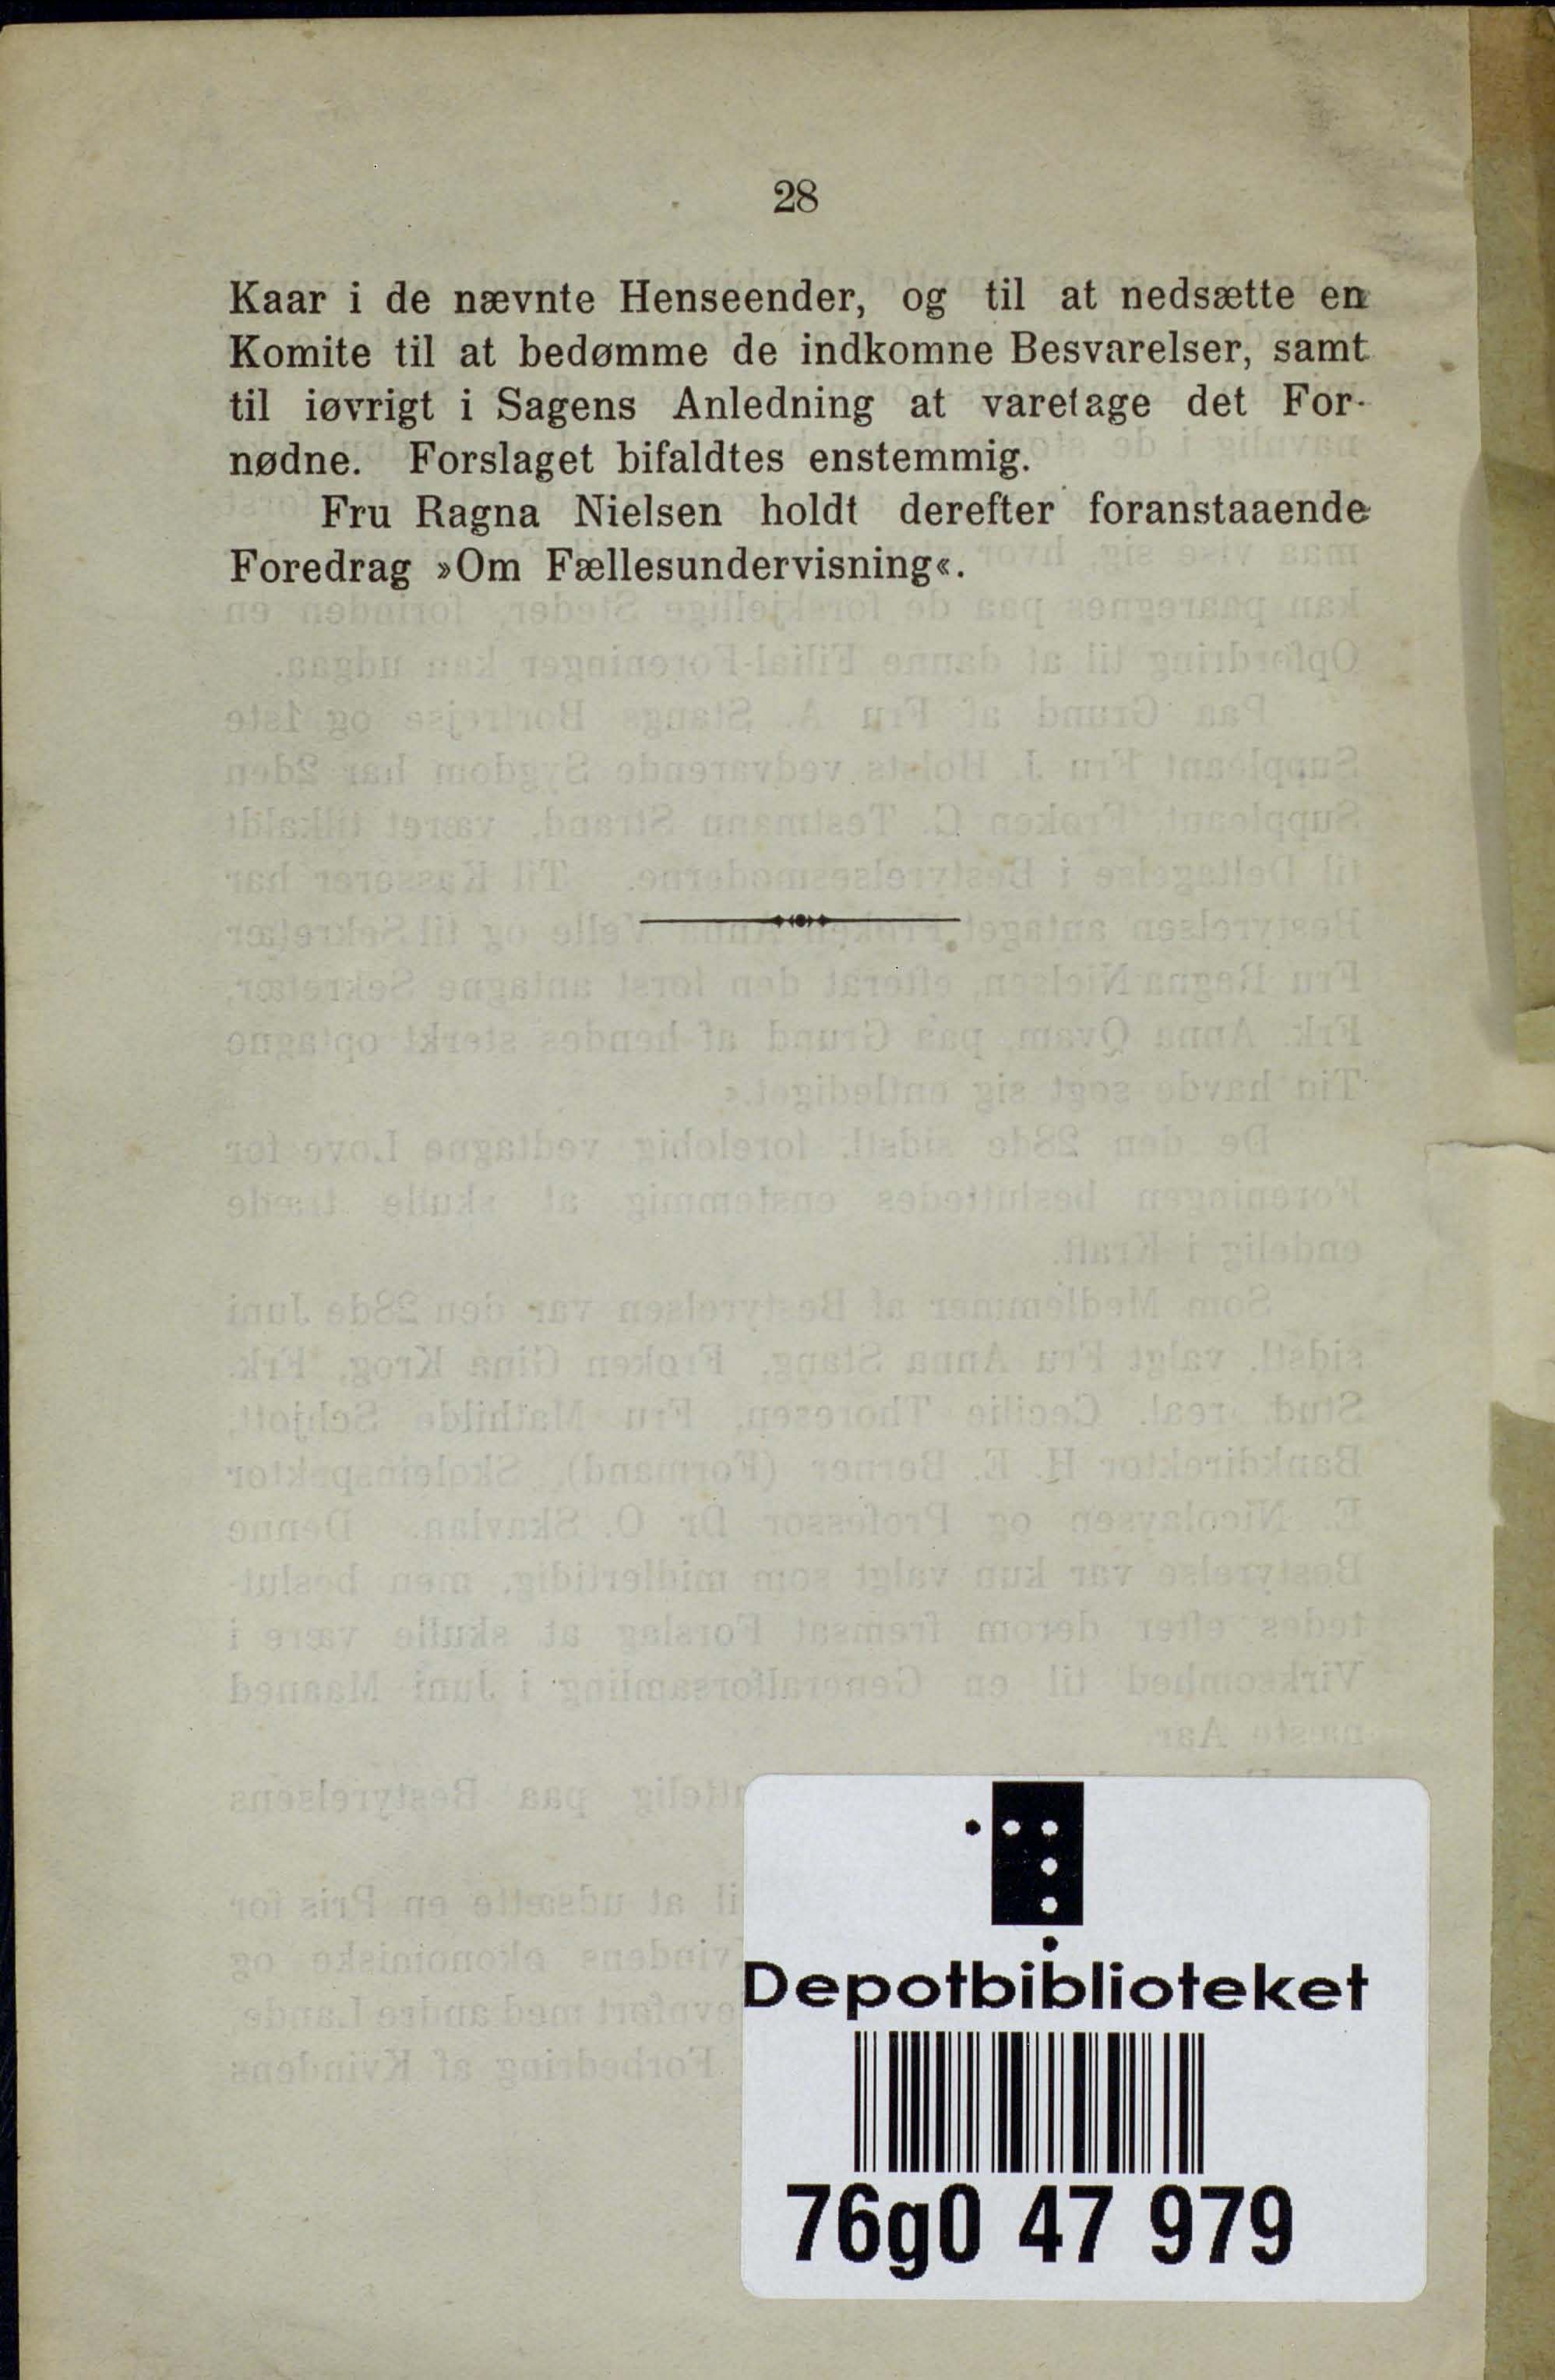 28
Kaar i de nævnte Henseender, og til at nedsætte en
Komite til at bedømme de indkomne Besvarelser, samt
til iøvrigt i Sagens Anledning at varetage det For-
nødne. Forslaget bifaldtes enstemmig.
Fru Ragna Nielsen holdt derefter foranstaaende
Foredrag »Om Fællesundervisning«.
Depotbiblioteket
76g0 47 979